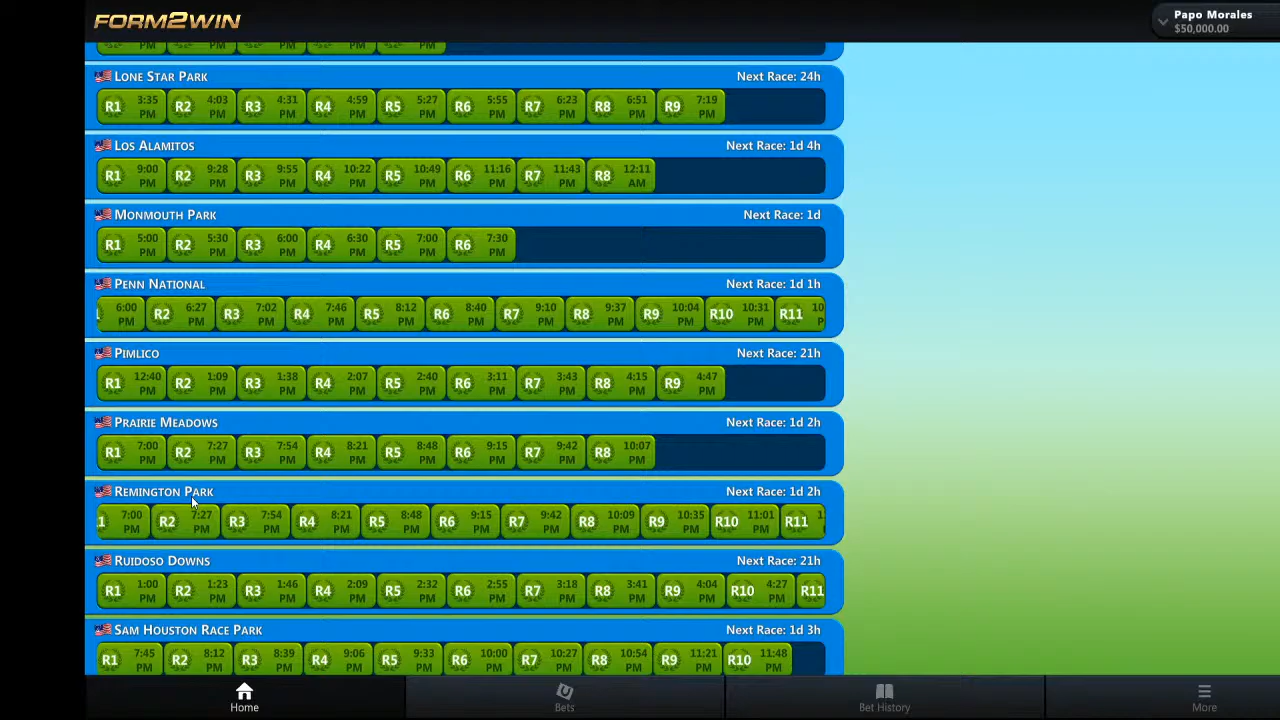 FORM2WIN
Papo Morales
$50,000.00
PM PM PM PM PM
LONE STAR PARK Next Race: 24h
R1 3:35 PM R2 4:03 PM R3 4:31 PM R4 4:59 PM R5 5:27 PM R6 5:55 PM R7 6:23 PM R8 6:51 PM R9 7:19 PM
LOS ALAMITOS Next Race: 1d 4h
R1 9:00 PM R2 9:28 PM R3 9:55 PM R4 10:22 PM R5 10:49 PM R6 11:16 PM R7 11:43 PM R8 12:11 AM
MONMOUTH PARK Next Race: 1d
R1 5:00 PM R2 5:30 PM R3 6:00 PM R4 6:30 PM R5 7:00 PM R6 7:30 PM
PENN NATIONAL Next Race: 1d 1h
6:00 PM R2 6:27 PM R3 7:02 PM R4 7:46 PM R5 8:12 PM R6 8:40 PM R7 9:10 PM R8 9:37 PM R9 10:04 PM R10 10:31 PM R11 10 P
PIMLICO Next Race: 21h
R1 12:40 PM R2 1:09 PM R3 1:38 PM R4 2:07 PM R5 2:40 PM R6 3:11 PM R7 3:43 PM R8 4:15 PM R9 4:47 PM
PRAIRIE MEADOWS Next Race: 1d 2h
R1 7:00 PM R2 7:27 PM R3 7:54 PM R4 8:21 PM R5 8:48 PM R6 9:15 PM R7 9:42 PM R8 10:07 PM
REMINGTON PARK Next Race: 1d 2h
1 7:00 PM R2 7:27 PM R3 7:54 PM R4 8:21 PM R5 8:48 PM R6 9:15 PM R7 9:42 PM R8 10:09 PM R9 10:35 PM R10 11:01 PM R11
RUIDOSO DOWNS Next Race: 21h
R1 1:00 PM R2 1:23 PM R3 1:46 PM R4 2:09 PM R5 2:32 PM R6 2:55 PM R7 3:18 PM R8 3:41 PM R9 4:04 PM R10 4:27 PM R11
SAM HOUSTON RACE PARK Next Race: 1d 3h
R1 7:45 PM R2 8:12 PM R3 8:39 PM R4 9:06 PM R5 9:33 PM R6 10:00 PM R7 10:27 PM R8 10:54 PM R9 11:21 PM R10 11:48 PM
Home Bets Bet History More